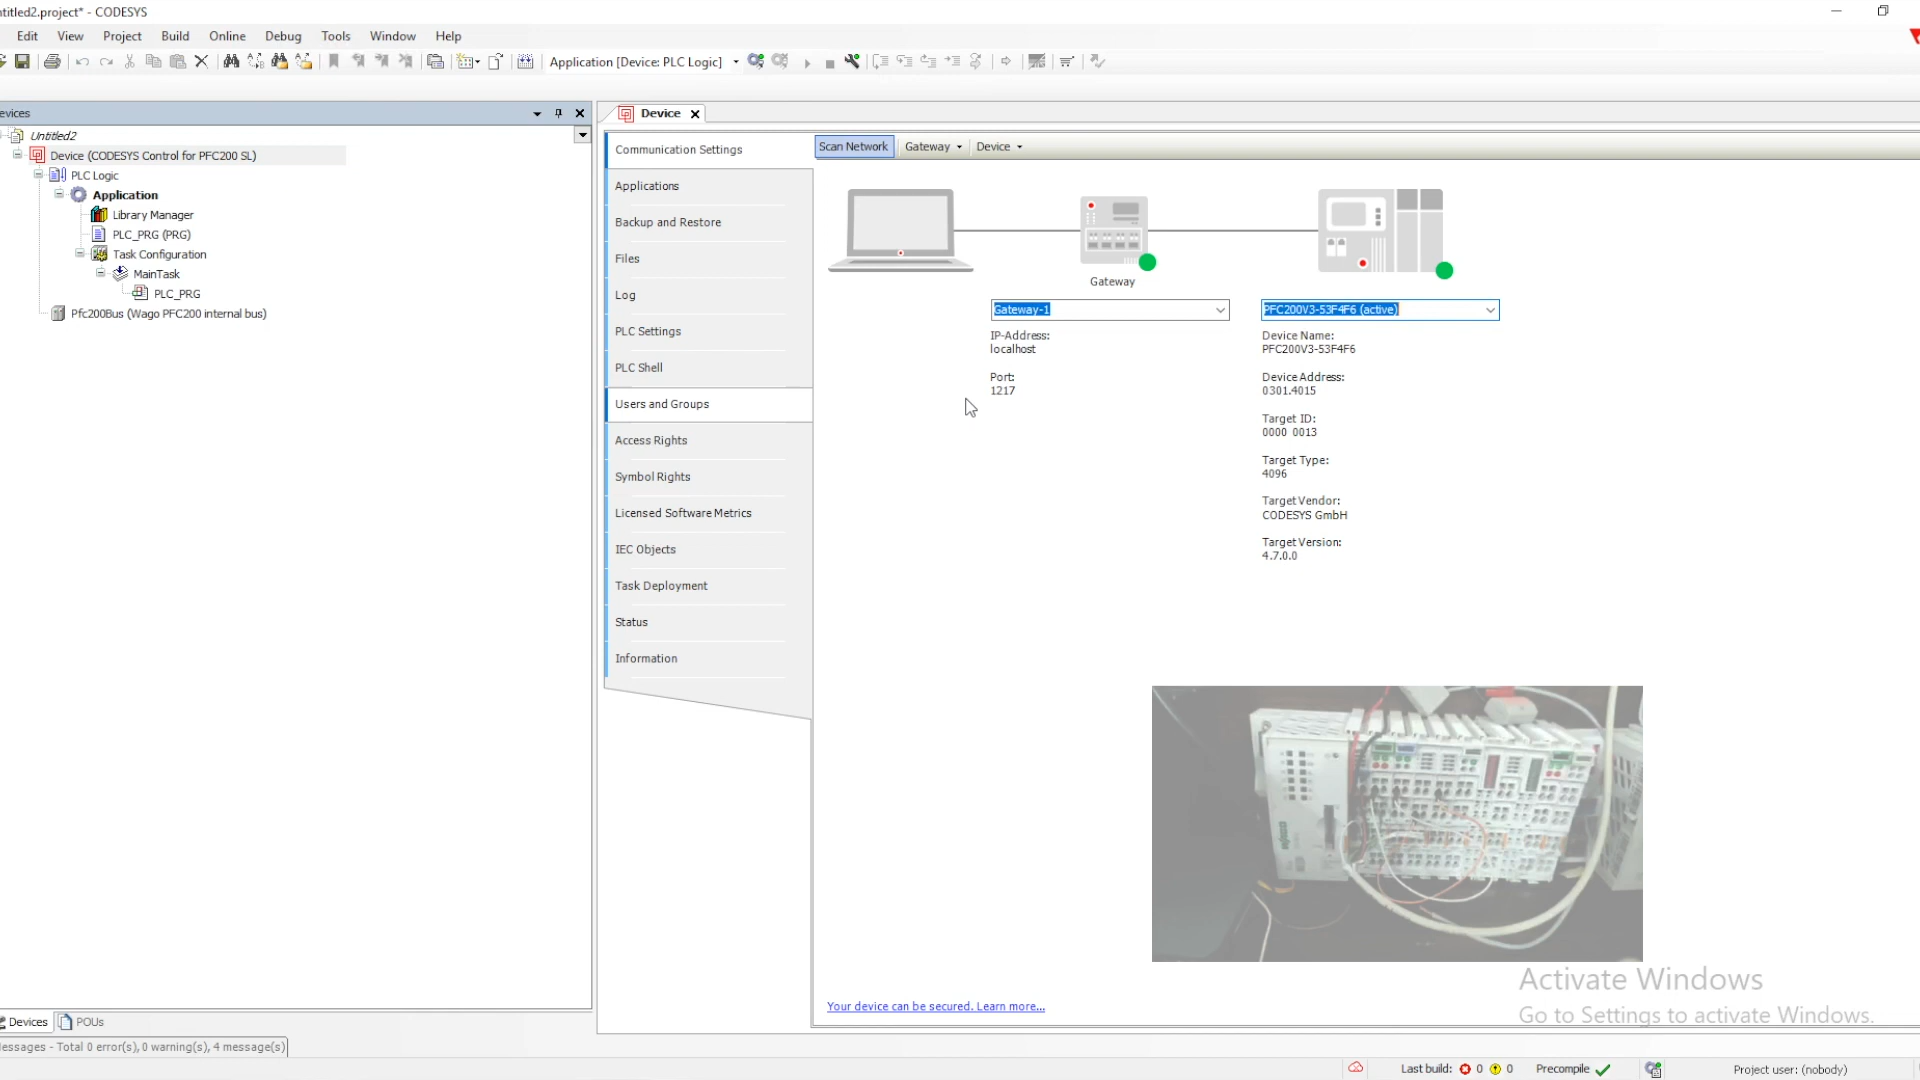 ntitled2.project* - CODESYS
Edit View Project Build Online Debug Tools Window Help
Application [Device: PLC Logic]
evices
Untitled2
Device (CODESYS Control for PFC200 SL)
PLC Logic
Application
Library Manager
PLC_PRG (PRG)
Task Configuration
MainTask
PLC_PRG
Pfc200Bus (Wago PFC200 internal bus)
Devices
POUs
essages - Total 0 error(s), 0 warning(s), 4 message(s)
Device
Communication Settings
Applications
Backup and Restore
Files
Log
PLC Settings
PLC Shell
Users and Groups
Access Rights
Symbol Rights
Licensed Software Metrics
IEC Objects
Task Deployment
Status
Information
Scan Network Gateway Device
Gateway
Gateway-1
IP-Address:
localhost
Port:
1217
PFC200V3-53F4F6 (active)
Device Name:
PFC200V3-53F4F6
Device Address:
0301.4015
Target ID:
0000 0013
Target Type:
4096
Target Vendor:
CODESYS GmbH
Target Version:
4.7.0.0
WAGO
Your device can be secured. Learn more...
Activate Windows
Go to Settings to activate Windows.
Last build: 0 0 Precompile
Project user: (nobody)